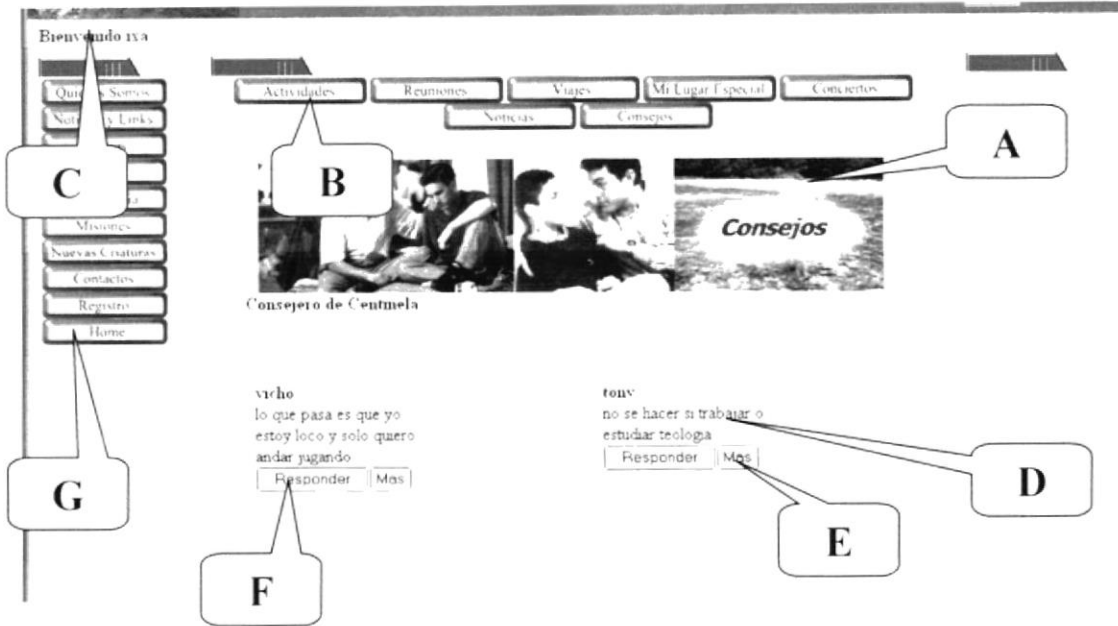 Bienvenido ixa
Somos
Links
Misiones
Nuevas Criaturas
Contactos
Registro
Home
Actividades
Reuniones
Viajes
Mi Lugar Especial
Conciertos
Noticias
Consejos
A
B
C
Consejos
Consejero de Centinela
vicho
lo que pasa es que yo
estoy loco y solo quiero
andar jugando
Responder
Mas
tony
no se hacer si trabajar o
estudiar teologia
Responder
Mas
D
E
F
G